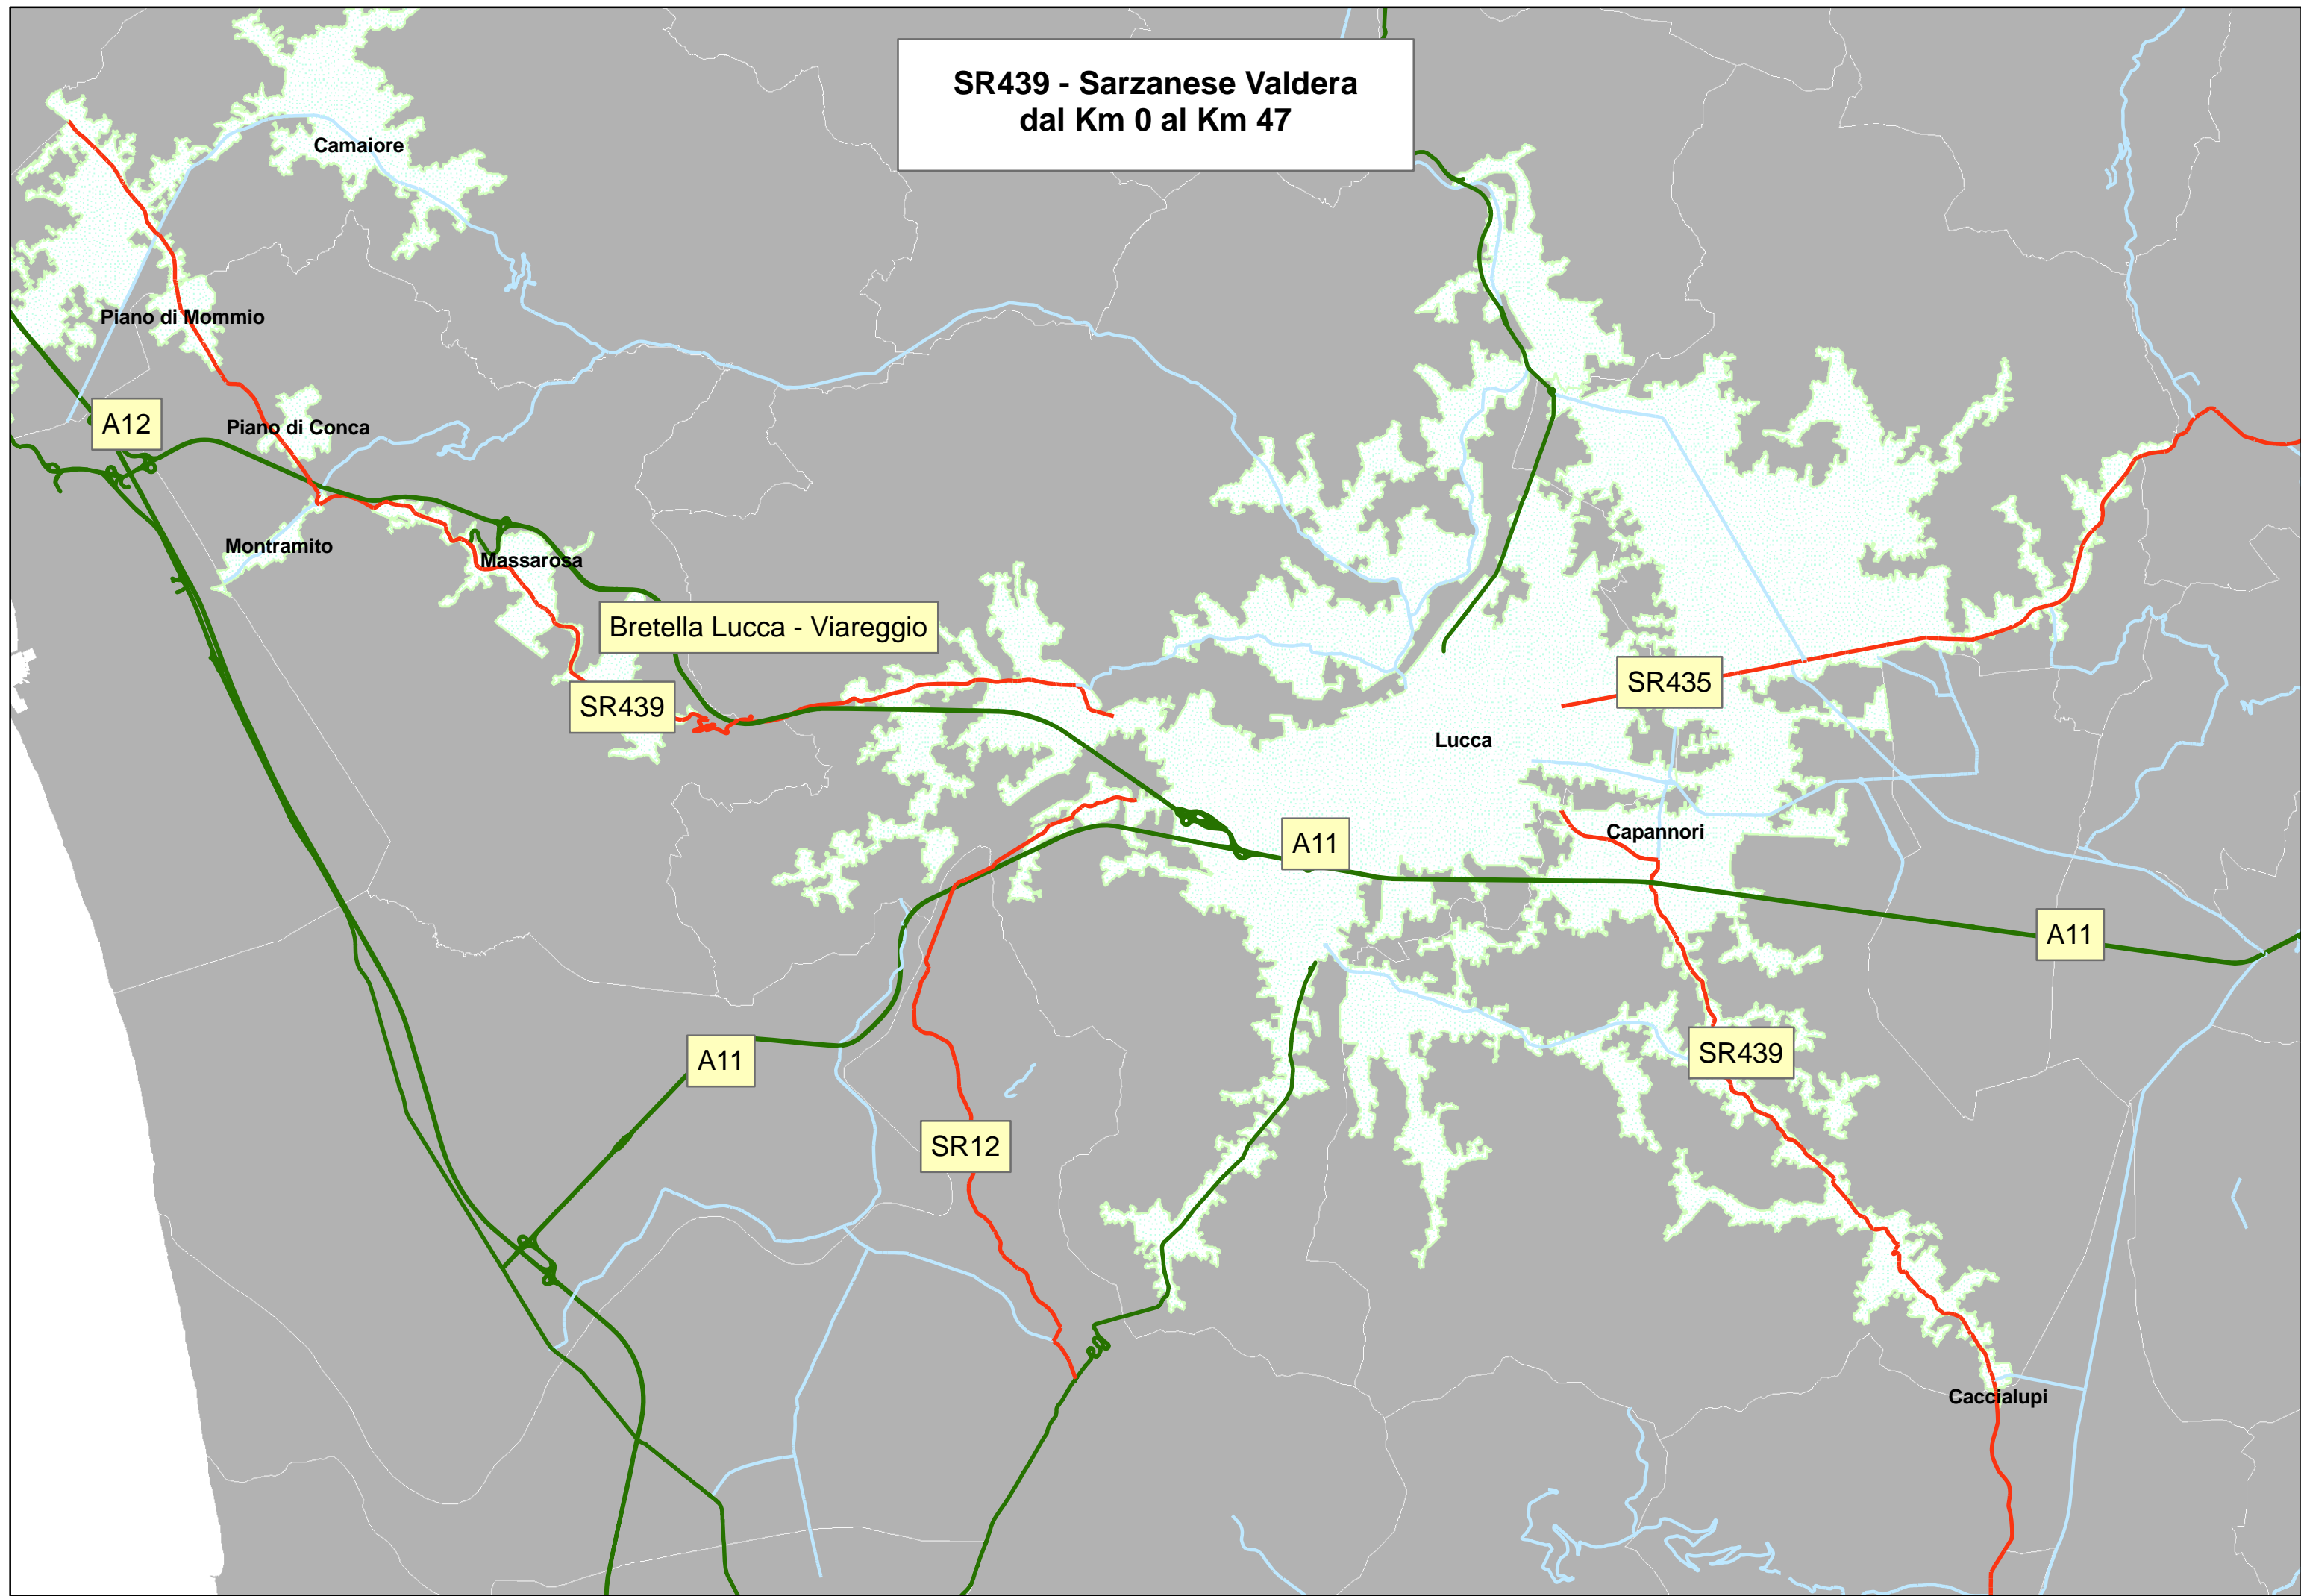 SR439 - Sarzanese Valdera
dal Km 0 al Km 47
Camaiore
Piano di Mommio
A12
Piano di Conca
Montramito
Massarosa
Bretella Lucca - Viareggio
SR439
SR435
Lucca
Capannori
A11
A11
A11
SR439
SR12
Caccialupi